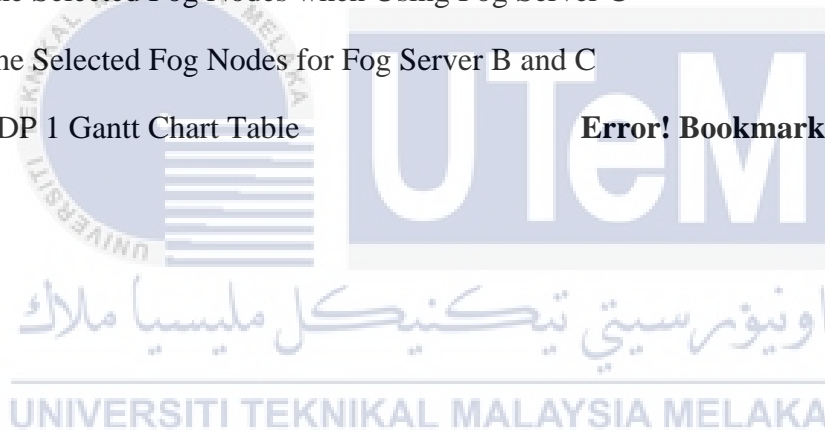 he Selected Fog Nodes when Using Fog Server C
ne Selected Fog Nodes for Fog Server B and C
DP 1 Gantt Chart Table Error! Bookmark
UTeM
اونيۏرسيتي تيكنيكل مليسيا ملاك
UNIVERSITI TEKNIKAL MALAYSIA MELAKA